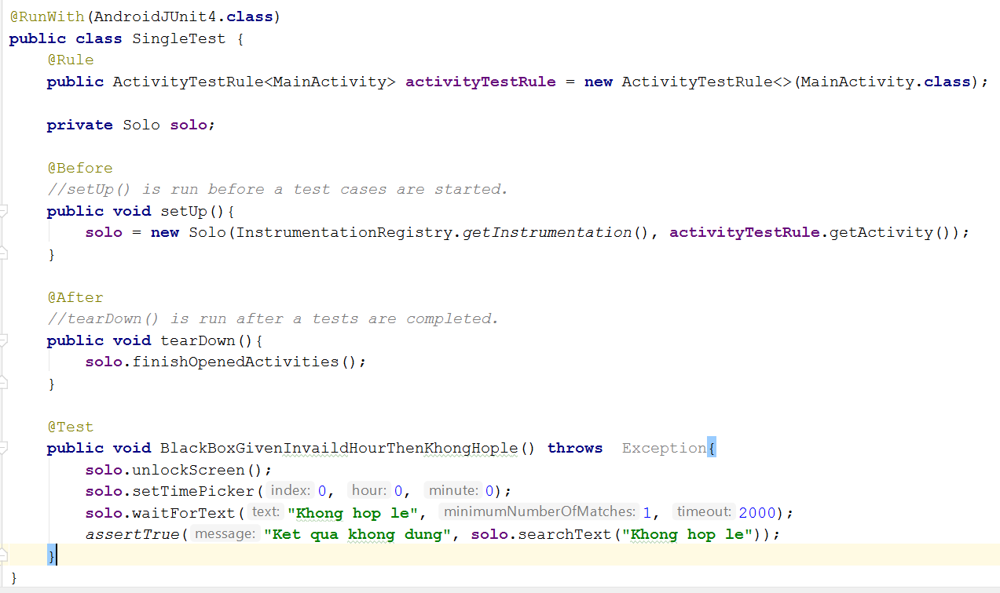 @RunWith(AndroidJUnit4.class)
public class SingleTest {
    @Rule
    public ActivityTestRule<MainActivity> activityTestRule = new ActivityTestRule<>(MainActivity.class);

    private Solo solo;

    @Before
    //setUp() is run before a test cases are started.
    public void setUp(){
        solo = new Solo(InstrumentationRegistry.getInstrumentation(), activityTestRule.getActivity());
    }

    @After
    //tearDown() is run after a tests are completed.
    public void tearDown(){
        solo.finishOpenedActivities();
    }

    @Test
    public void BlackBoxGivenInvaildHourThenKhongHople() throws  Exception{
        solo.unlockScreen();
        solo.setTimePicker( index: 0,  hour: 0,  minute: 0);
        solo.waitForText( text: "Khong hop le",  minimumNumberOfMatches: 1,  timeout: 2000);
        assertTrue( message: "Ket qua khong dung", solo.searchText("Khong hop le"));
    }
}